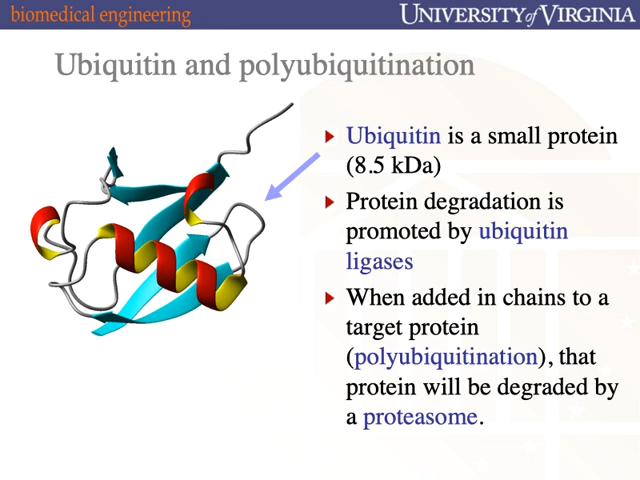 biomedical engineering
UNIVERSITY of VIRGINIA
Ubiquitin and polyubiquitination
Ubiquitin is a small protein
(8.5 kDa)
Protein degradation is
promoted by ubiquitin
ligases
When added in chains to a
target protein
(polyubiquitination), that
protein will be degraded by
a proteasome.